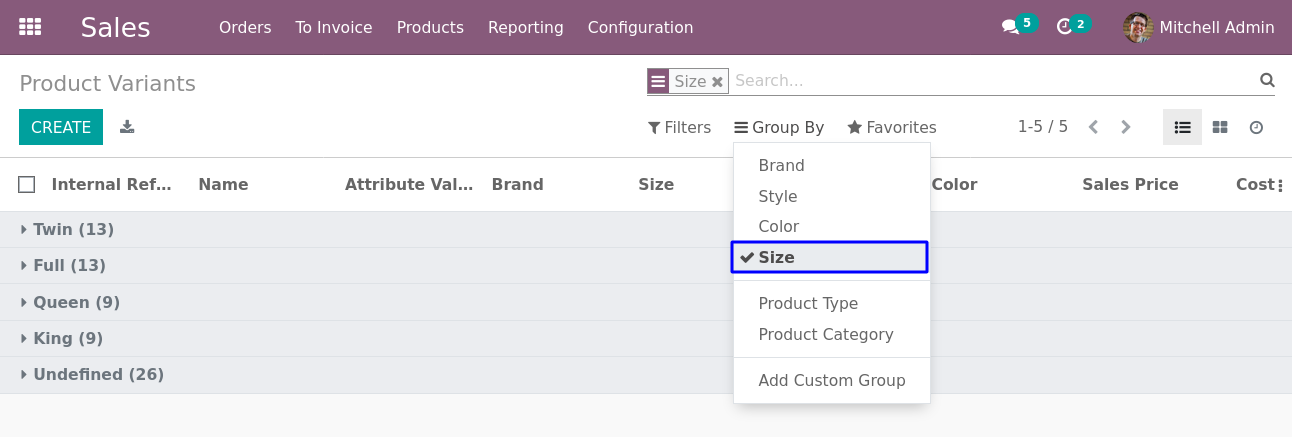 Sales Orders To Invoice Products Reporting Configuration 5 2 Mitchell Admin
Product Variants
Size Search...
CREATE
Filters Group By Favorites 1-5 / 5
Internal Ref... Name Attribute Val... Brand Size Color Sales Price Cost
Twin (13)
Full (13)
Queen (9)
King (9)
Undefined (26)
Brand
Style
Color
Size
Product Type
Product Category
Add Custom Group